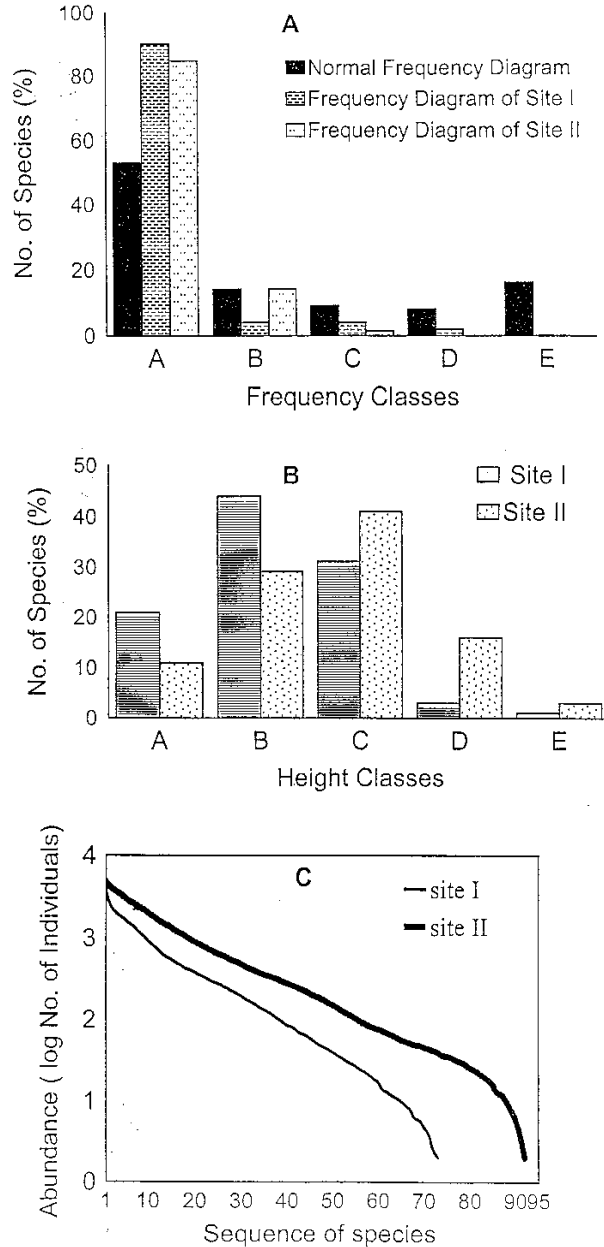 A
No. of Species (%)
100
80
60
40
20
0
Normal Frequency Diagram
Frequency Diagram of Site I
Frequency Diagram of Site II
A B C D E
Frequency Classes
B
No. of Species (%)
50
40
30
20
10
0
Site I
Site II
A B C D E
Height Classes
C
Abundance ( log No. of Individuals)
4
3
2
1
0
site I
site II
1 10 20 30 40 50 60 70 80 9095
Sequence of species